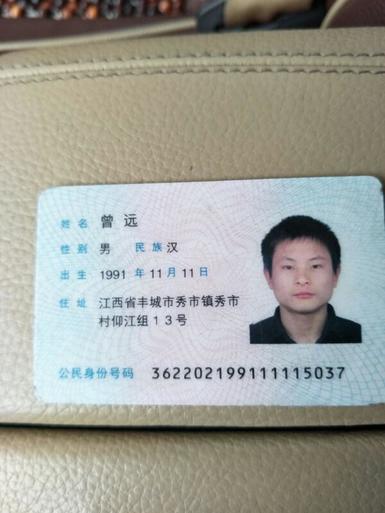 姓名 曾远
性别 男 民族 汉
出生 1991 年 11 月 11 日
住址 江西省丰城市秀市镇秀市
村仰江组13号
公民身份号码 362202199111115037